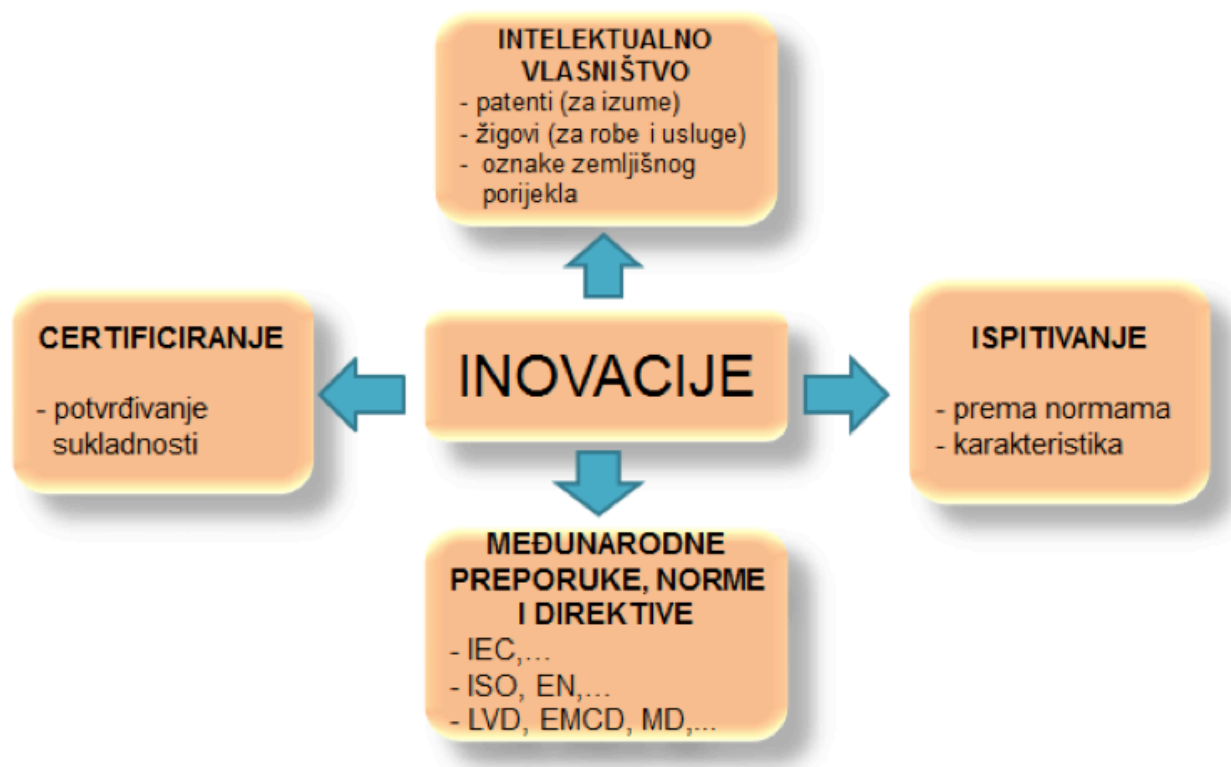 INTELEKTUALNO
VLASNIŠTVO
- patenti (za izume)
- žigovi (za robe i usluge)
- oznake zemljišnog
porijekla
CERTIFICIRANJE
- potvrđivanje
sukladnosti
INOVACIJE
ISPITIVANJE
- prema normama
- karakteristika
MEĐUNARODNE
PREPORUKE, NORME
I DIREKTIVE
- IEC,...
- ISO, EN,...
- LVD, EMCD, MD,...